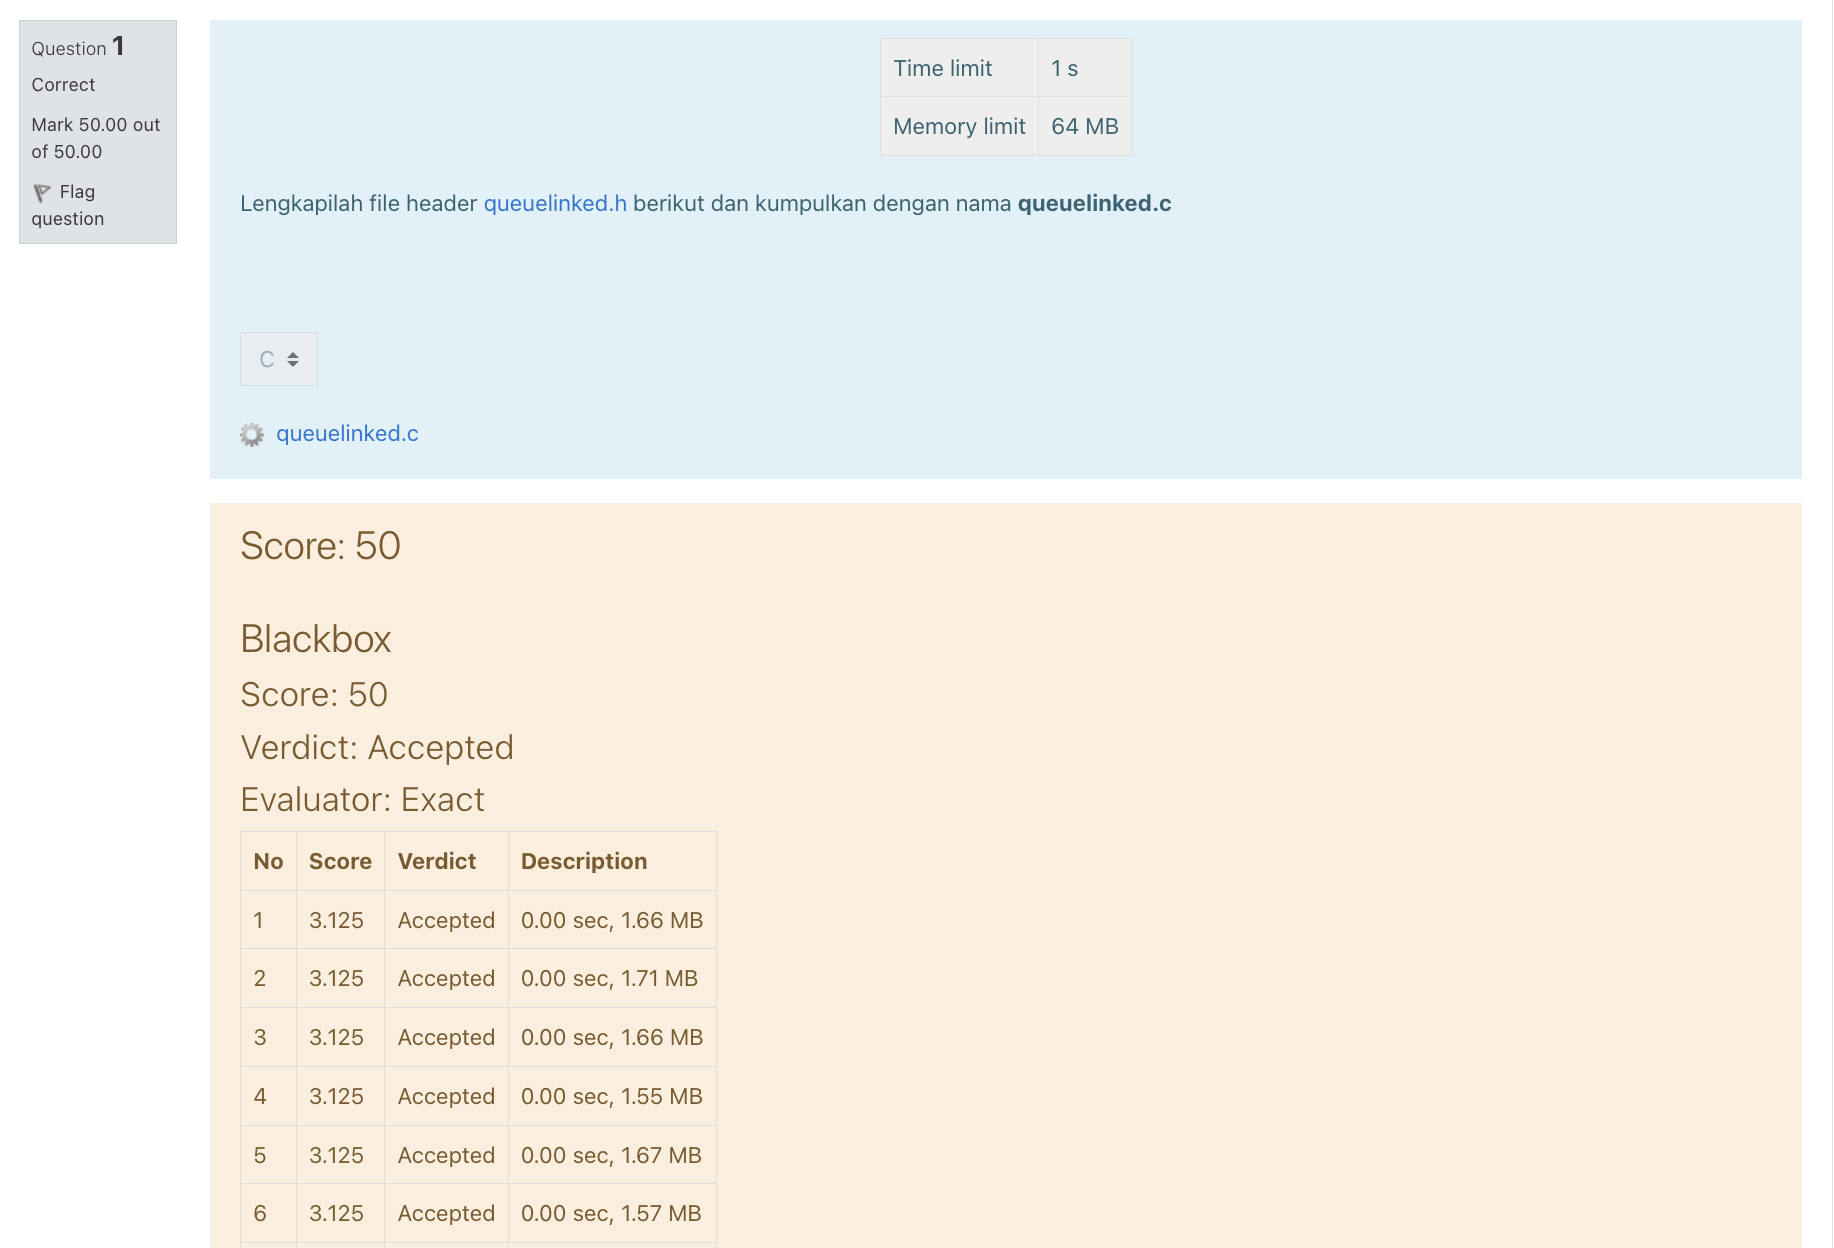 Question 1
Correct
Mark 50.00 out
of 50.00
Flag
question
Time limit 1 s
Memory limit 64 MB
Lengkapilah file header queuelinked.h berikut dan kumpulkan dengan nama queuelinked.c
C
queuelinked.c
Score: 50
Blackbox
Score: 50
Verdict: Accepted
Evaluator: Exact
No Score Verdict Description
1 3.125 Accepted 0.00 sec, 1.66 MB
2 3.125 Accepted 0.00 sec, 1.71 MB
3 3.125 Accepted 0.00 sec, 1.66 MB
4 3.125 Accepted 0.00 sec, 1.55 MB
5 3.125 Accepted 0.00 sec, 1.67 MB
6 3.125 Accepted 0.00 sec, 1.57 MB